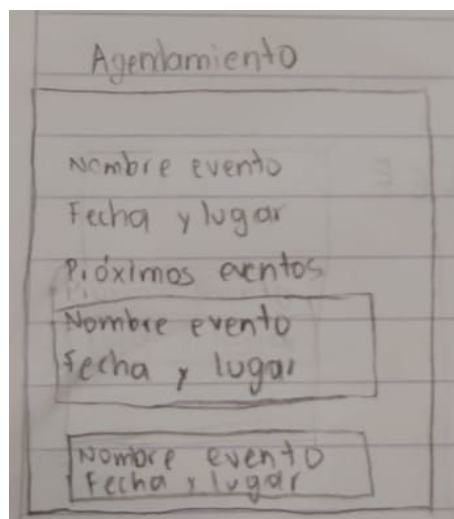 Agendamiento
Nombre evento
Fecha y lugar
Próximos eventos
Nombre evento
Fecha y lugar
Nombre evento
Fecha y lugar